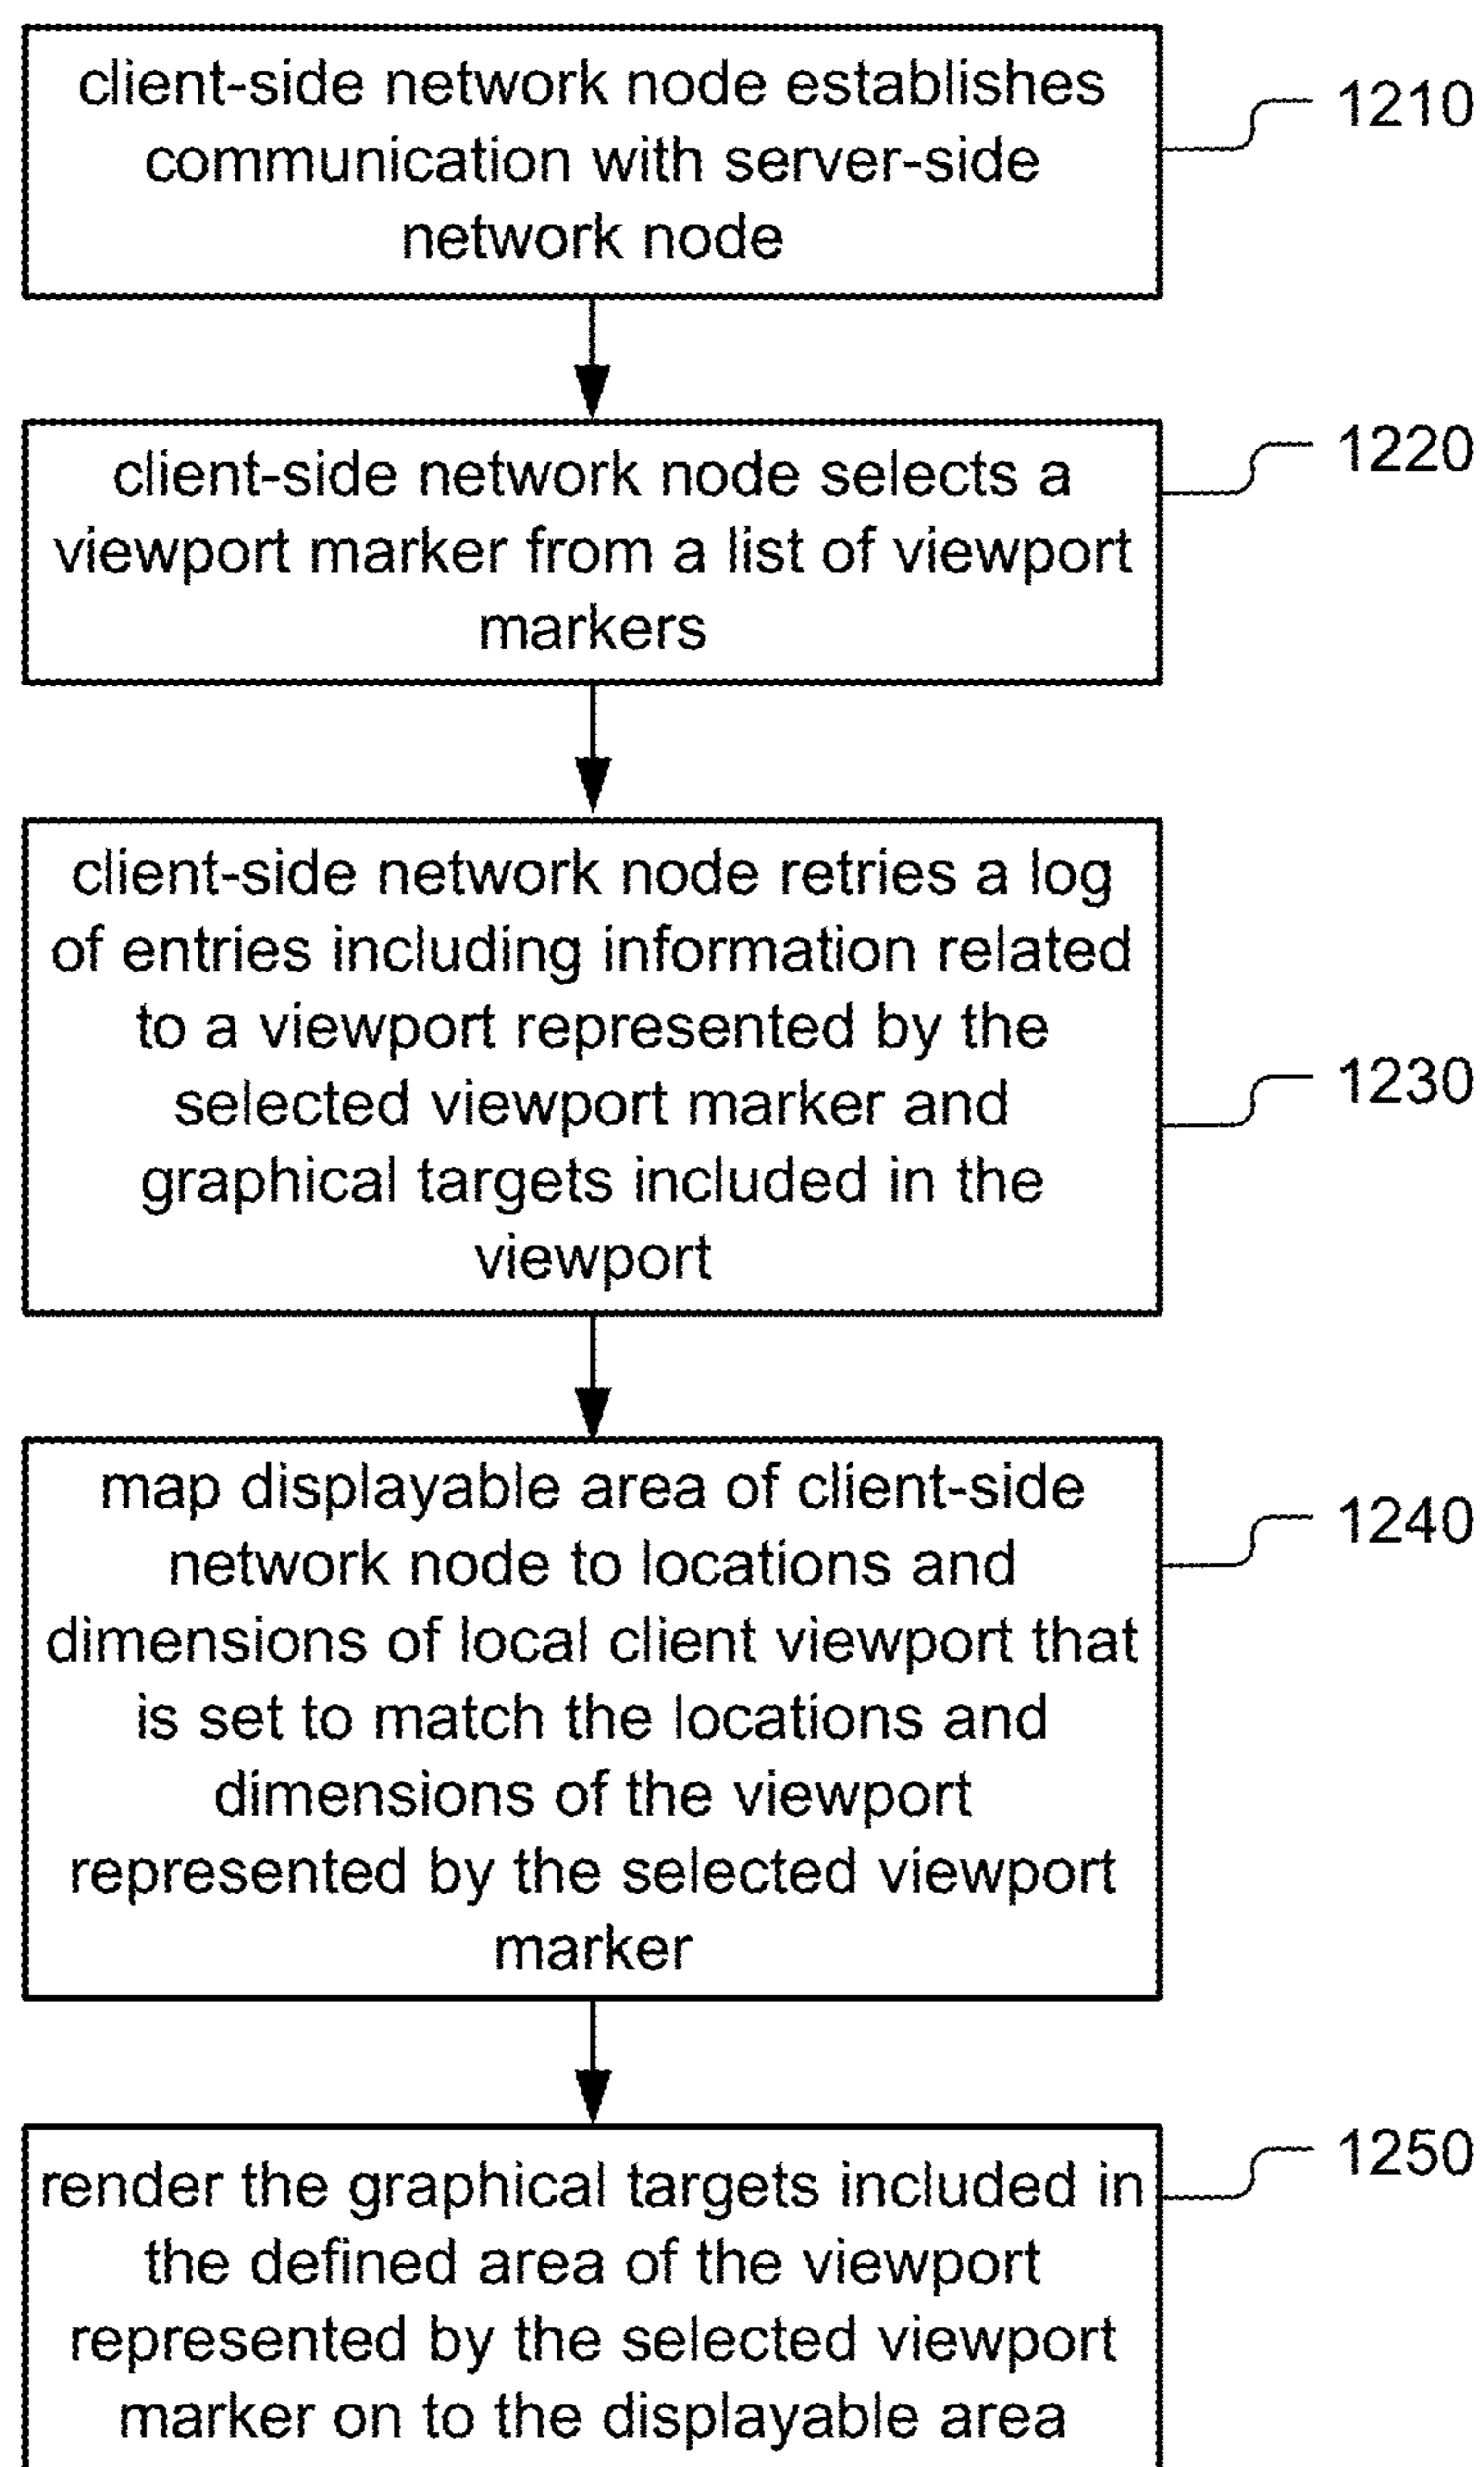 client-side network node establishes
communication with server-side
network node
1210
client-side network node selects a
viewport marker from a list of viewport
markers
1220
client-side network node retries a log
of entries including information related
to a viewport represented by the
selected viewport marker and
graphical targets included in the
viewport
1230
map displayable area of client-side
network node to locations and
dimensions of local client viewport that
is set to match the locations and
dimensions of the viewport
represented by the selected viewport
marker
1240
render the graphical targets included in
the defined area of the viewport
represented by the selected viewport
marker on to the displayable area
1250